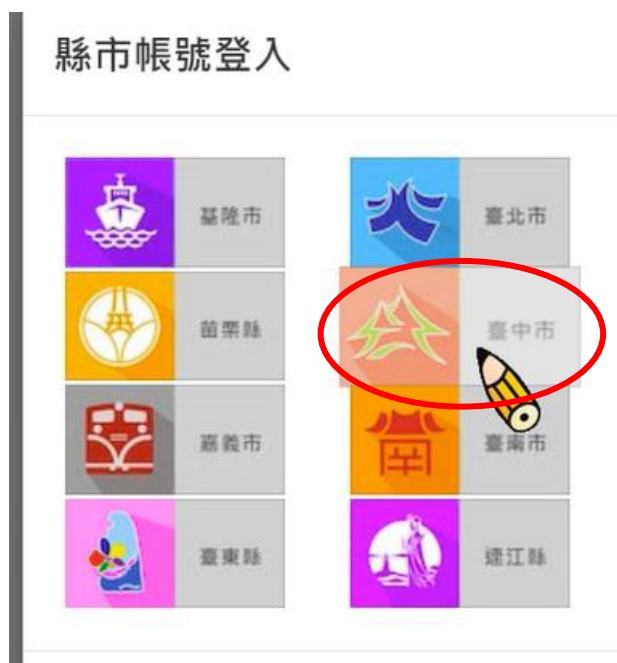 縣市帳號登入
基隆市 臺北市
苗栗縣 臺中市
嘉義市 臺南市
臺東縣 連江縣